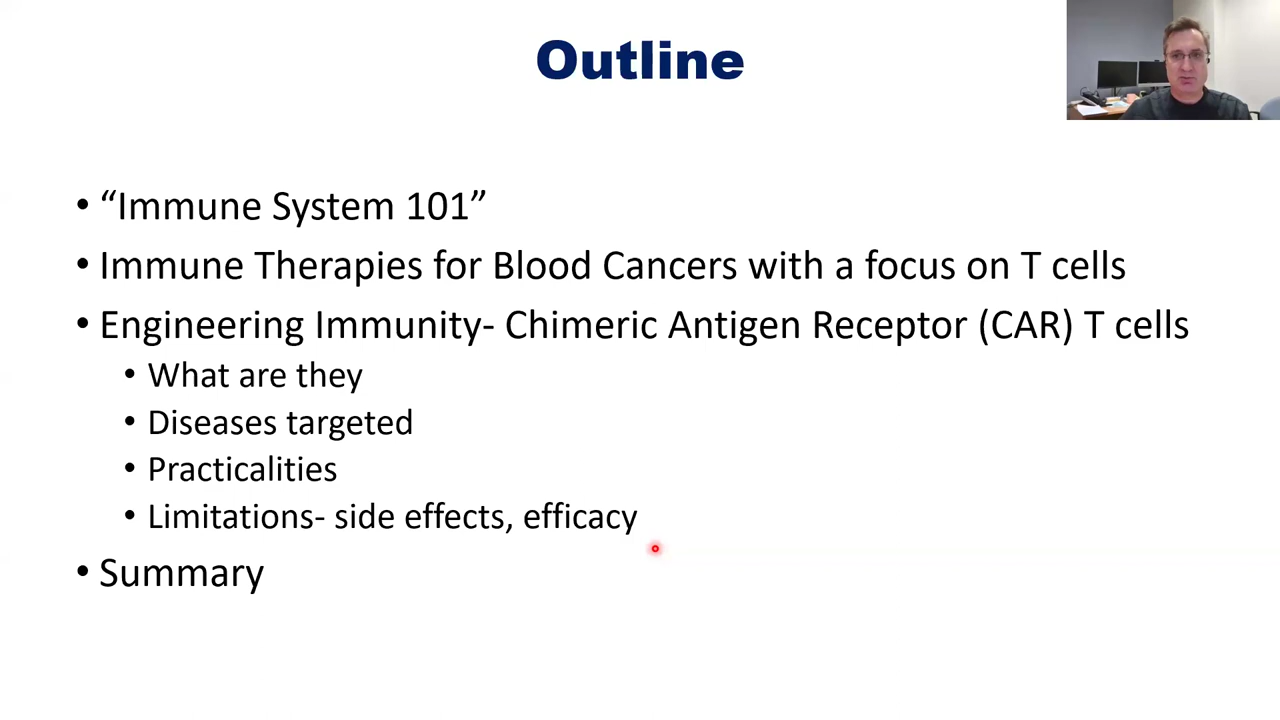 Outline
• “Immune System 101”
• Immune Therapies for Blood Cancers with a focus on T cells
• Engineering Immunity- Chimeric Antigen Receptor (CAR) T cells
• What are they
• Diseases targeted
• Practicalities
• Limitations- side effects, efficacy
• Summary